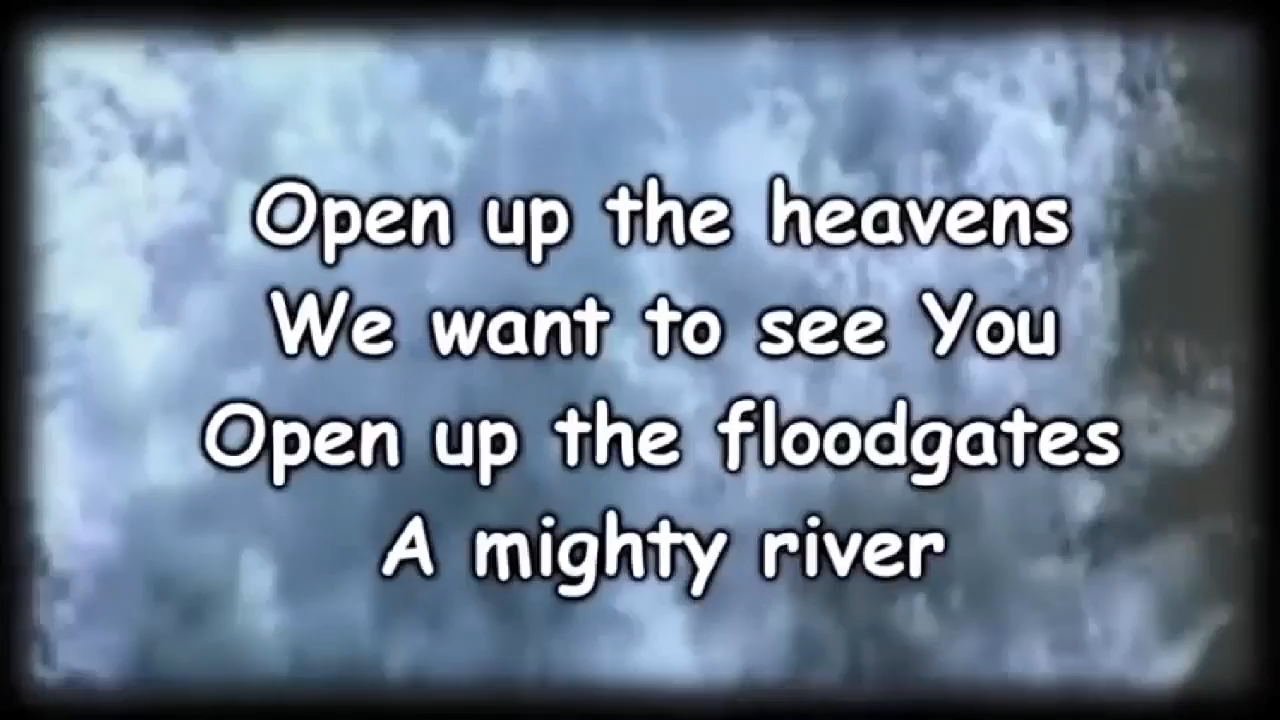 Open up the heavens
We want to see You
Open up the floodgates
A mighty river